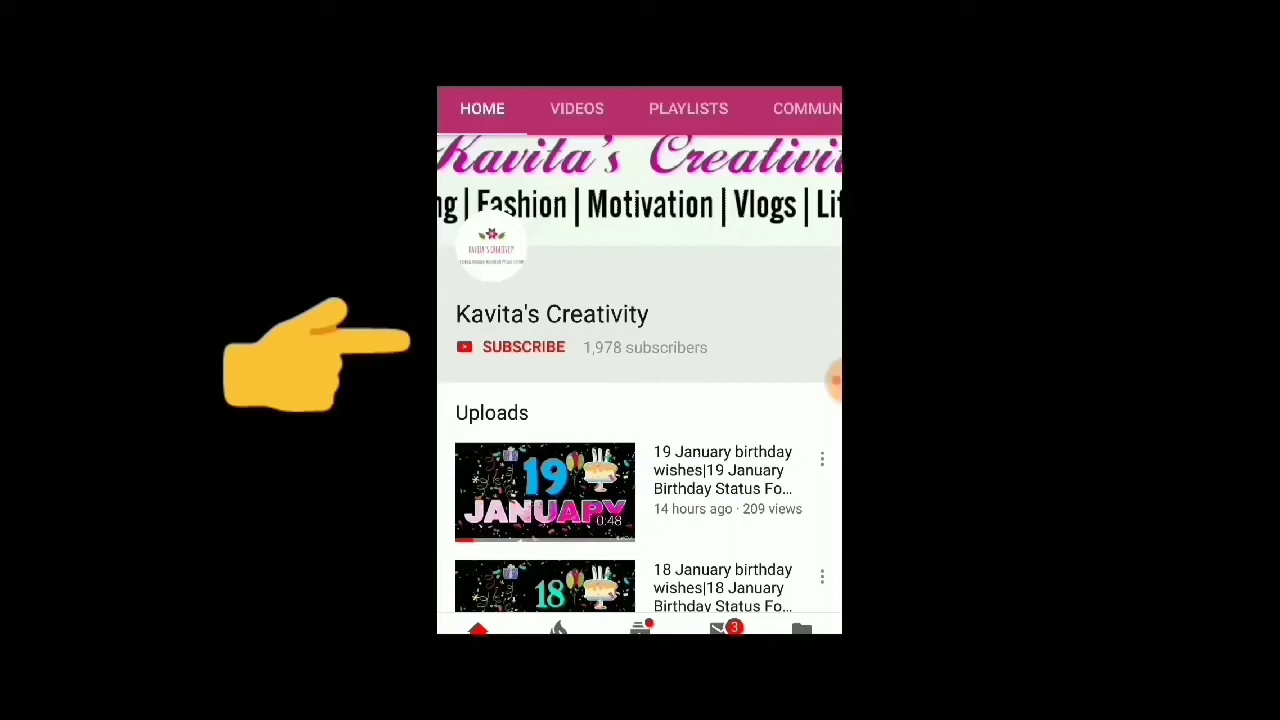 HOME VIDEOS PLAYLISTS COMMUN
Kavita's Creativi
ng | Fashion | Motivation | Vlogs | Lif
KAVITA'S CREATIVITY
Kavita's Creativity
SUBSCRIBE 1,978 subscribers
Uploads
19
JANUARY
0:48
19 January birthday
wishes|19 January
Birthday Status Fo...
14 hours ago · 209 views
18
18 January birthday
wishes|18 January
Birthday Status Fo...
3